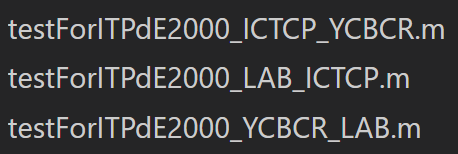 testForITPdE2000_ICTCP_YCBCR.m
testForITPdE2000_LAB_ICTCP.m
testForITPdE2000_YCBCR_LAB.m